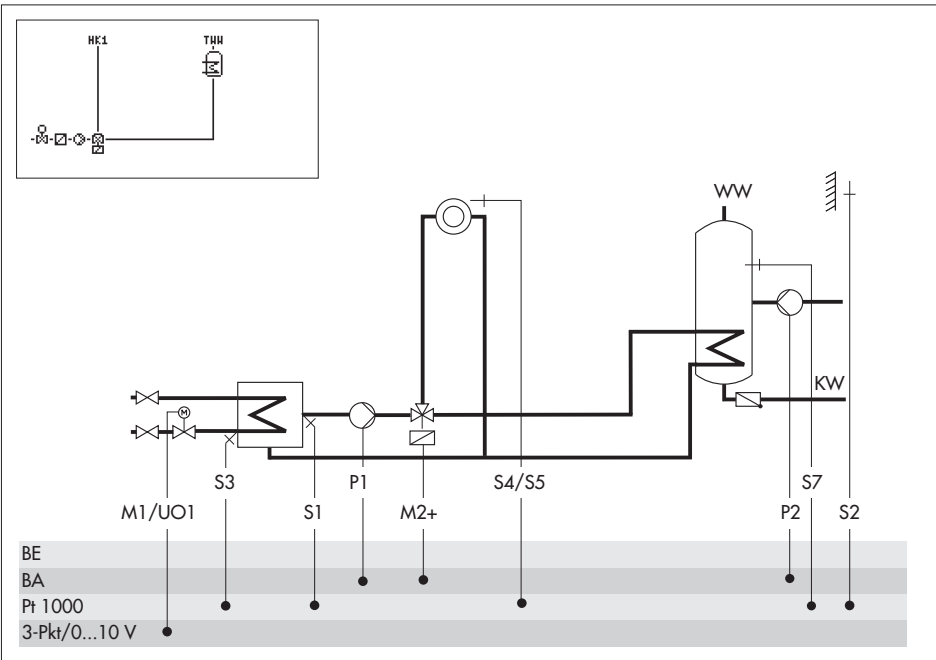 HK1 TWW
WW
M
KW
S3 P1 S4/S5 S7
M1/UO1 S1 M2+ P2 S2
BE
BA
Pt 1000
3-Pkt/0...10 V